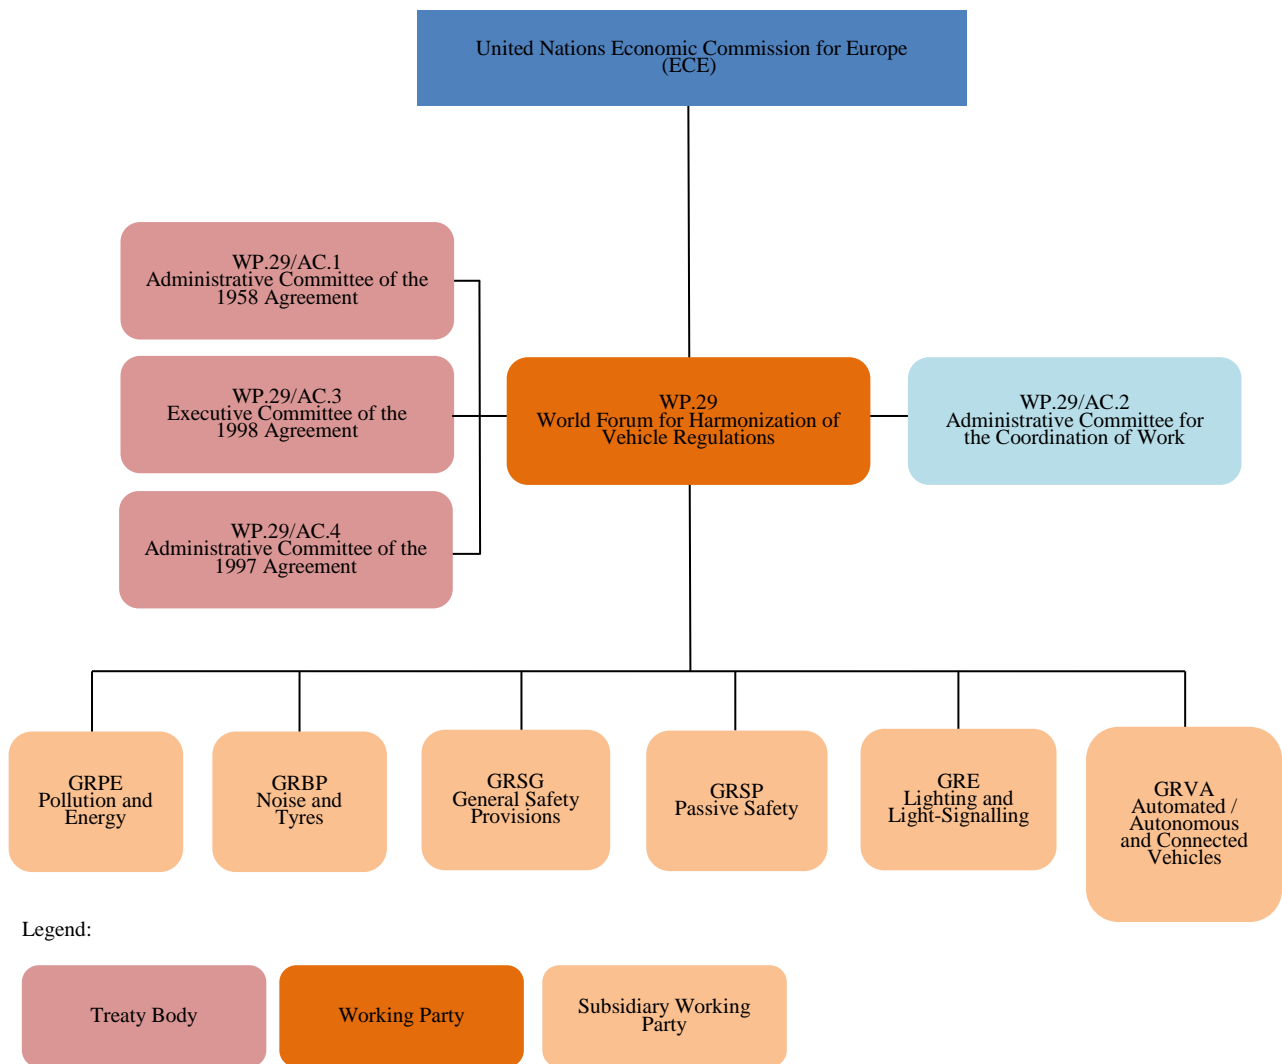 United Nations Economic Commission for Europe
(ECE)
WP.29/AC.1
Administrative Committee of the
1958 Agreement
WP.29/AC.3
Executive Committee of the
1998 Agreement
WP.29
World Forum for Harmonization of
Vehicle Regulations
WP.29/AC.2
Administrative Committee for
the Coordination of Work
WP.29/AC.4
Administrative Committee of the
1997 Agreement
GRPE
Pollution and
Energy
GRBP
Noise and
Tyres
GRSG
General Safety
Provisions
GRSP
Passive Safety
GRE
Lighting and
Light-Signalling
GRVA
Automated /
Autonomous
and Connected
Vehicles
Legend:
Treaty Body
Working Party
Subsidiary Working
Party